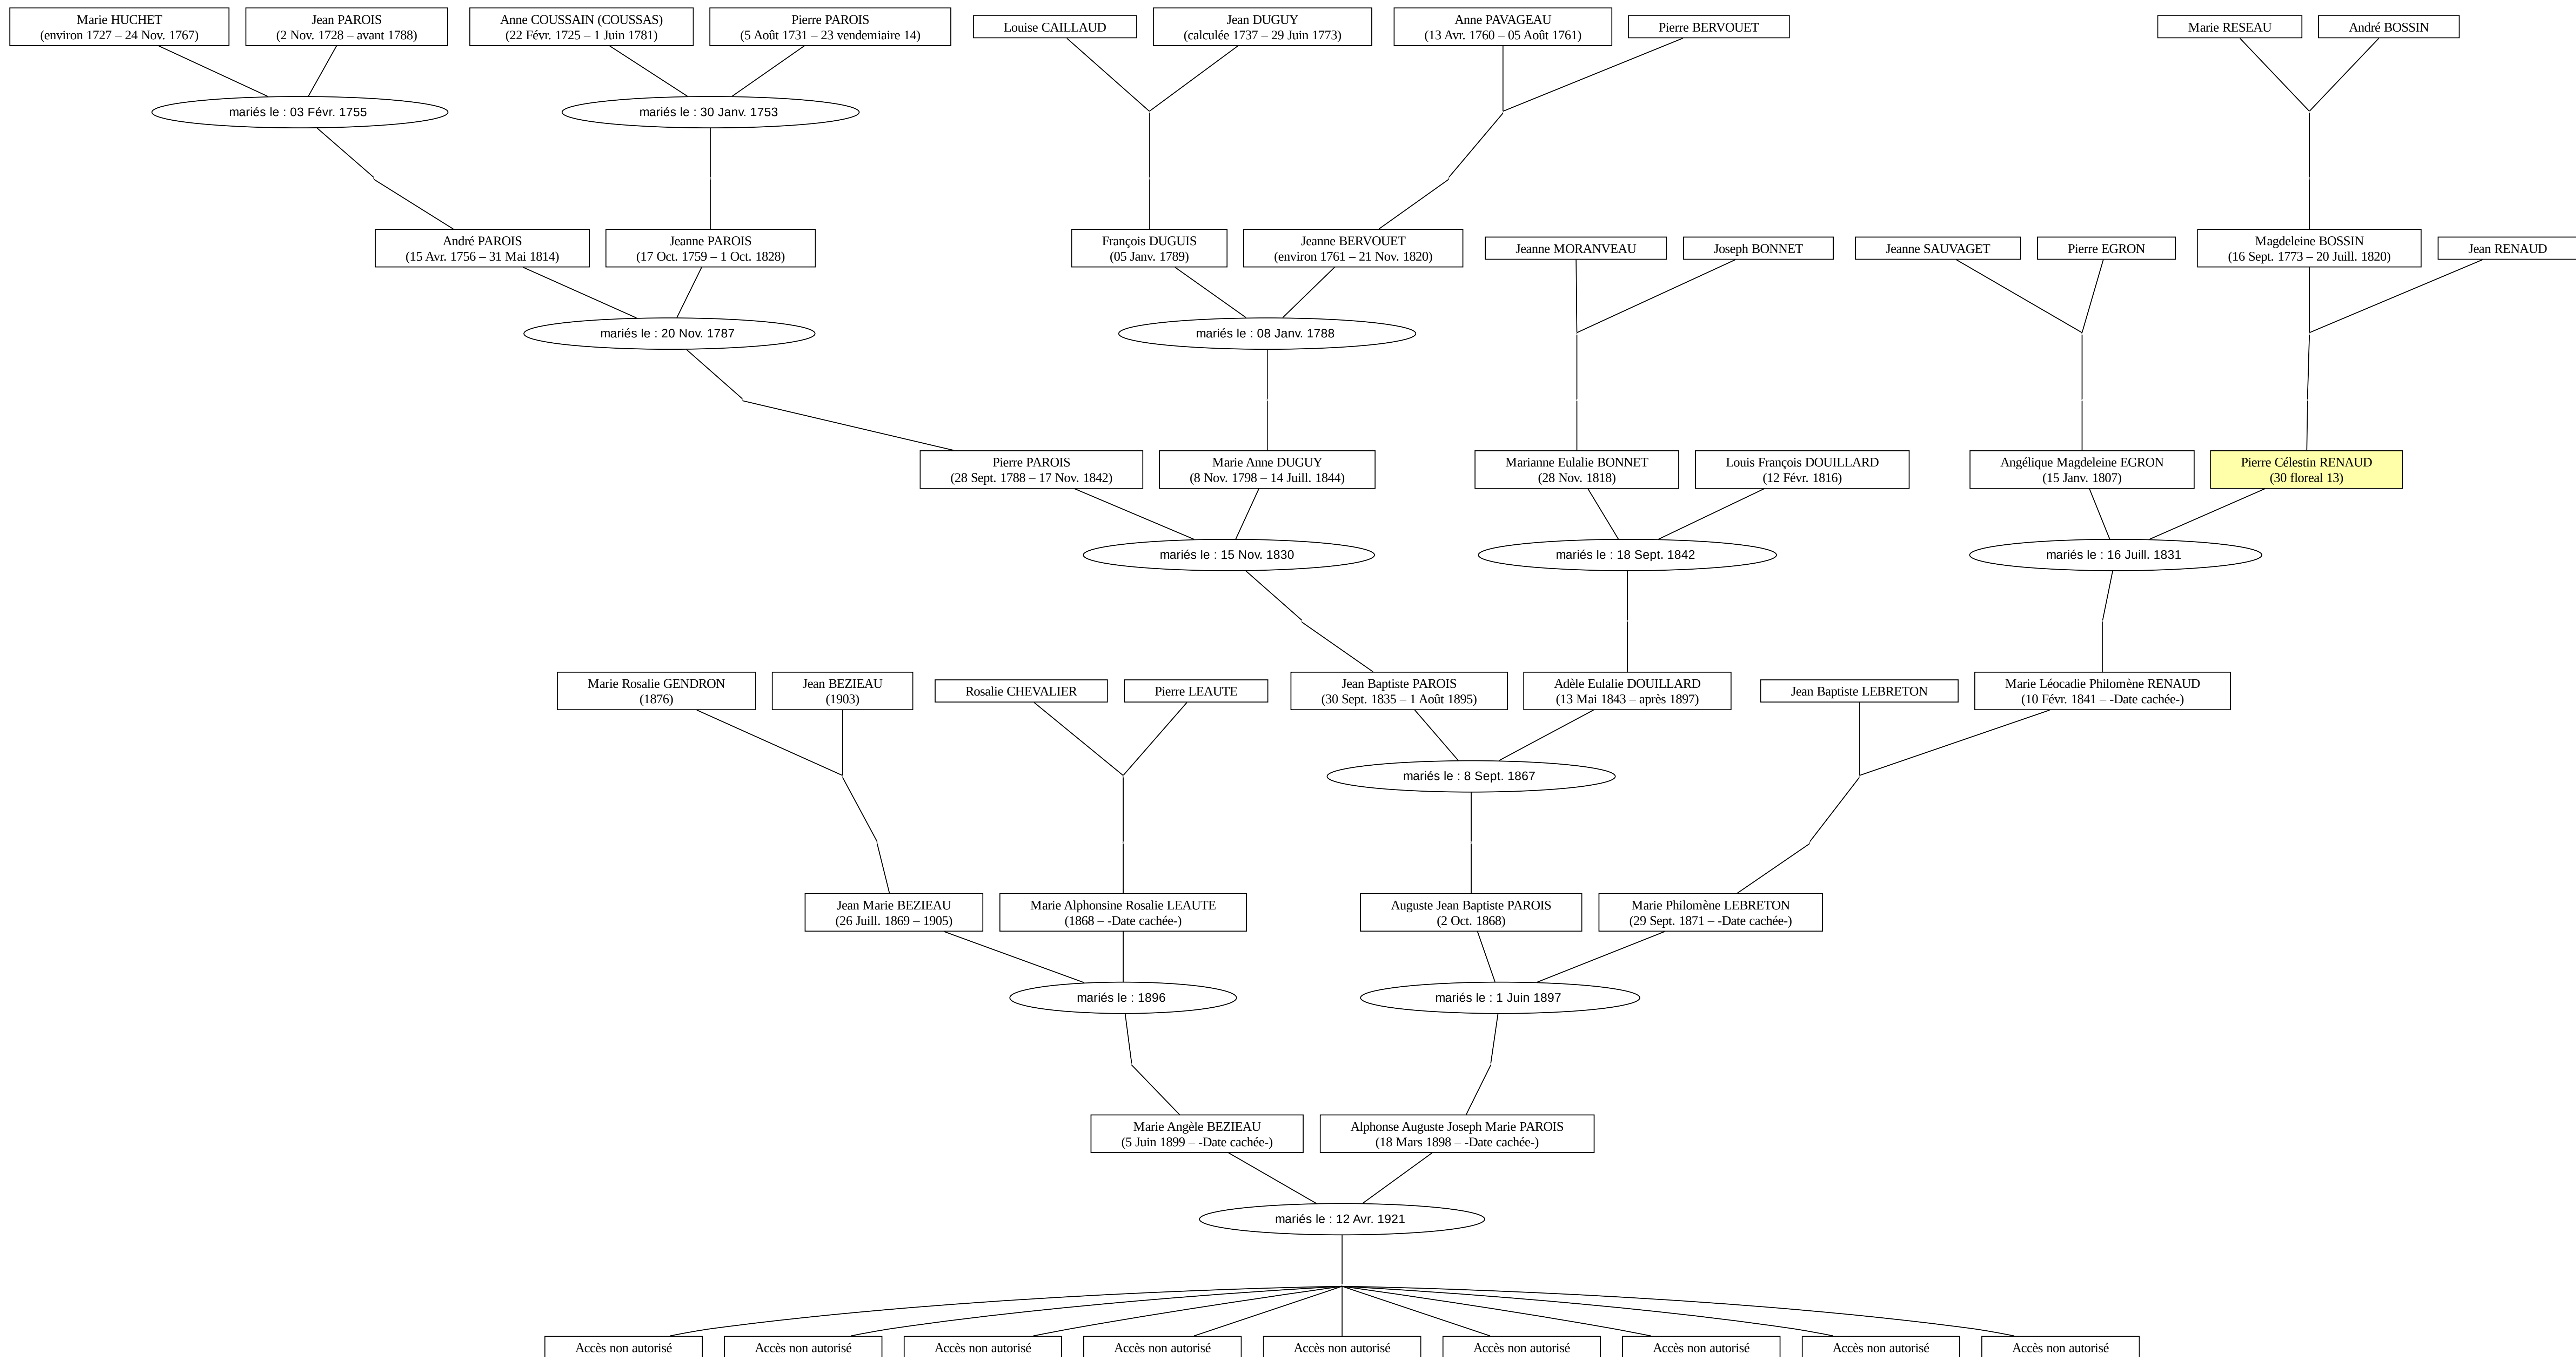 Marie HUCHET
(environ 1727 – 24 Nov. 1767)
Jean PAROIS
(2 Nov. 1728 – avant 1788)
Anne COUSSAIN (COUSSAS)
(22 Févr. 1725 – 1 Juin 1781)
Pierre PAROIS
(5 Août 1731 – 23 vendemiaire 14)
Louise CAILLAUD
Jean DUGUY
(calculée 1737 – 29 Juin 1773)
Anne PAVAGEAU
(13 Avr. 1760 – 05 Août 1761)
Pierre BERVOUET
Marie RESEAU
André BOSSIN
mariés le : 03 Févr. 1755
mariés le : 30 Janv. 1753
André PAROIS
(15 Avr. 1756 – 31 Mai 1814)
Jeanne PAROIS
(17 Oct. 1759 – 1 Oct. 1828)
François DUGUIS
(05 Janv. 1789)
Jeanne BERVOUET
(environ 1761 – 21 Nov. 1820)
Jeanne MORANVEAU
Joseph BONNET
Jeanne SAUVAGET
Pierre EGRON
Magdeleine BOSSIN
(16 Sept. 1773 – 20 Juill. 1820)
Jean RENAUD
mariés le : 20 Nov. 1787
mariés le : 08 Janv. 1788
Pierre PAROIS
(28 Sept. 1788 – 17 Nov. 1842)
Marie Anne DUGUY
(8 Nov. 1798 – 14 Juill. 1844)
Marianne Eulalie BONNET
(28 Nov. 1818)
Louis François DOUILLARD
(12 Févr. 1816)
Angélique Magdeleine EGRON
(15 Janv. 1807)
Pierre Célestin RENAUD
(30 floreal 13)
mariés le : 15 Nov. 1830
mariés le : 18 Sept. 1842
mariés le : 16 Juill. 1831
Marie Rosalie GENDRON
(1876)
Jean BEZIEAU
(1903)
Rosalie CHEVALIER
Pierre LEAUTE
Jean Baptiste PAROIS
(30 Sept. 1835 – 1 Août 1895)
Adèle Eulalie DOUILLARD
(13 Mai 1843 – après 1897)
Jean Baptiste LEBRETON
Marie Léocadie Philomène RENAUD
(10 Févr. 1841 – -Date cachée-)
mariés le : 8 Sept. 1867
Jean Marie BEZIEAU
(26 Juill. 1869 – 1905)
Marie Alphonsine Rosalie LEAUTE
(1868 – -Date cachée-)
Auguste Jean Baptiste PAROIS
(2 Oct. 1868)
Marie Philomène LEBRETON
(29 Sept. 1871 – -Date cachée-)
mariés le : 1896
mariés le : 1 Juin 1897
Marie Angèle BEZIEAU
(5 Juin 1899 – -Date cachée-)
Alphonse Auguste Joseph Marie PAROIS
(18 Mars 1898 – -Date cachée-)
mariés le : 12 Avr. 1921
Accès non autorisé
Accès non autorisé
Accès non autorisé
Accès non autorisé
Accès non autorisé
Accès non autorisé
Accès non autorisé
Accès non autorisé
Accès non autorisé